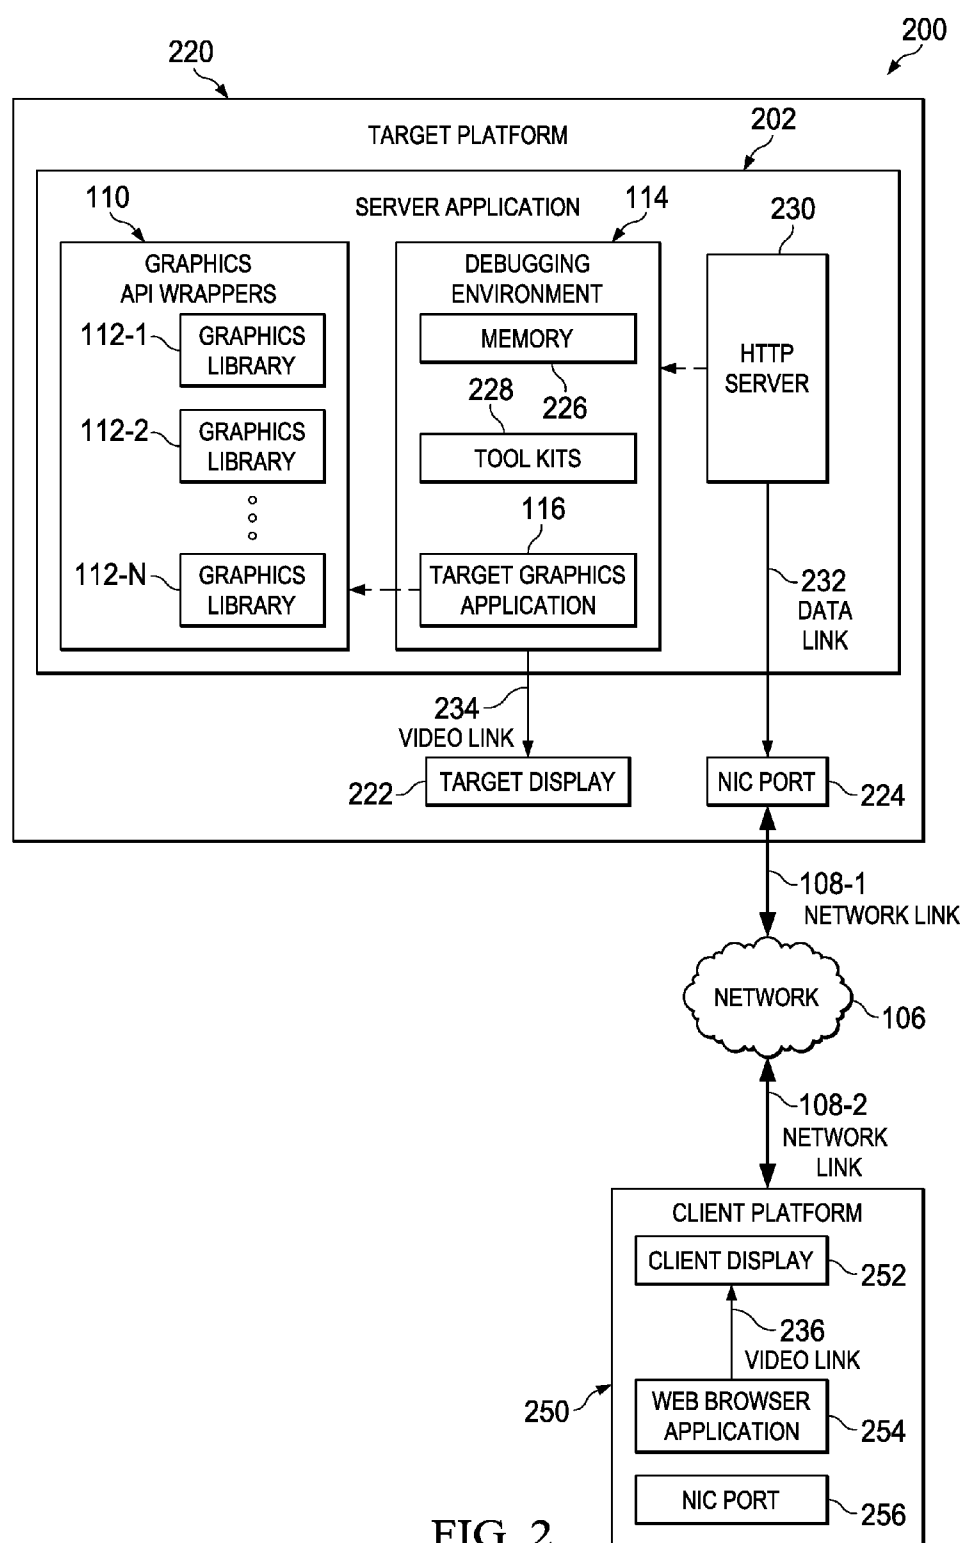 200
220
TARGET PLATFORM
202
SERVER APPLICATION
110
114
230
GRAPHICS
API WRAPPERS
DEBUGGING
ENVIRONMENT
112-1
GRAPHICS
LIBRARY
MEMORY
226
HTTP
SERVER
228
112-2
GRAPHICS
LIBRARY
TOOL KITS
116
112-N
GRAPHICS
LIBRARY
TARGET GRAPHICS
APPLICATION
232
DATA
LINK
234
VIDEO LINK
222
TARGET DISPLAY
NIC PORT
224
108-1
NETWORK LINK
NETWORK
106
108-2
NETWORK
LINK
CLIENT PLATFORM
CLIENT DISPLAY
252
236
VIDEO LINK
250
WEB BROWSER
APPLICATION
254
NIC PORT
256
FIG. 2